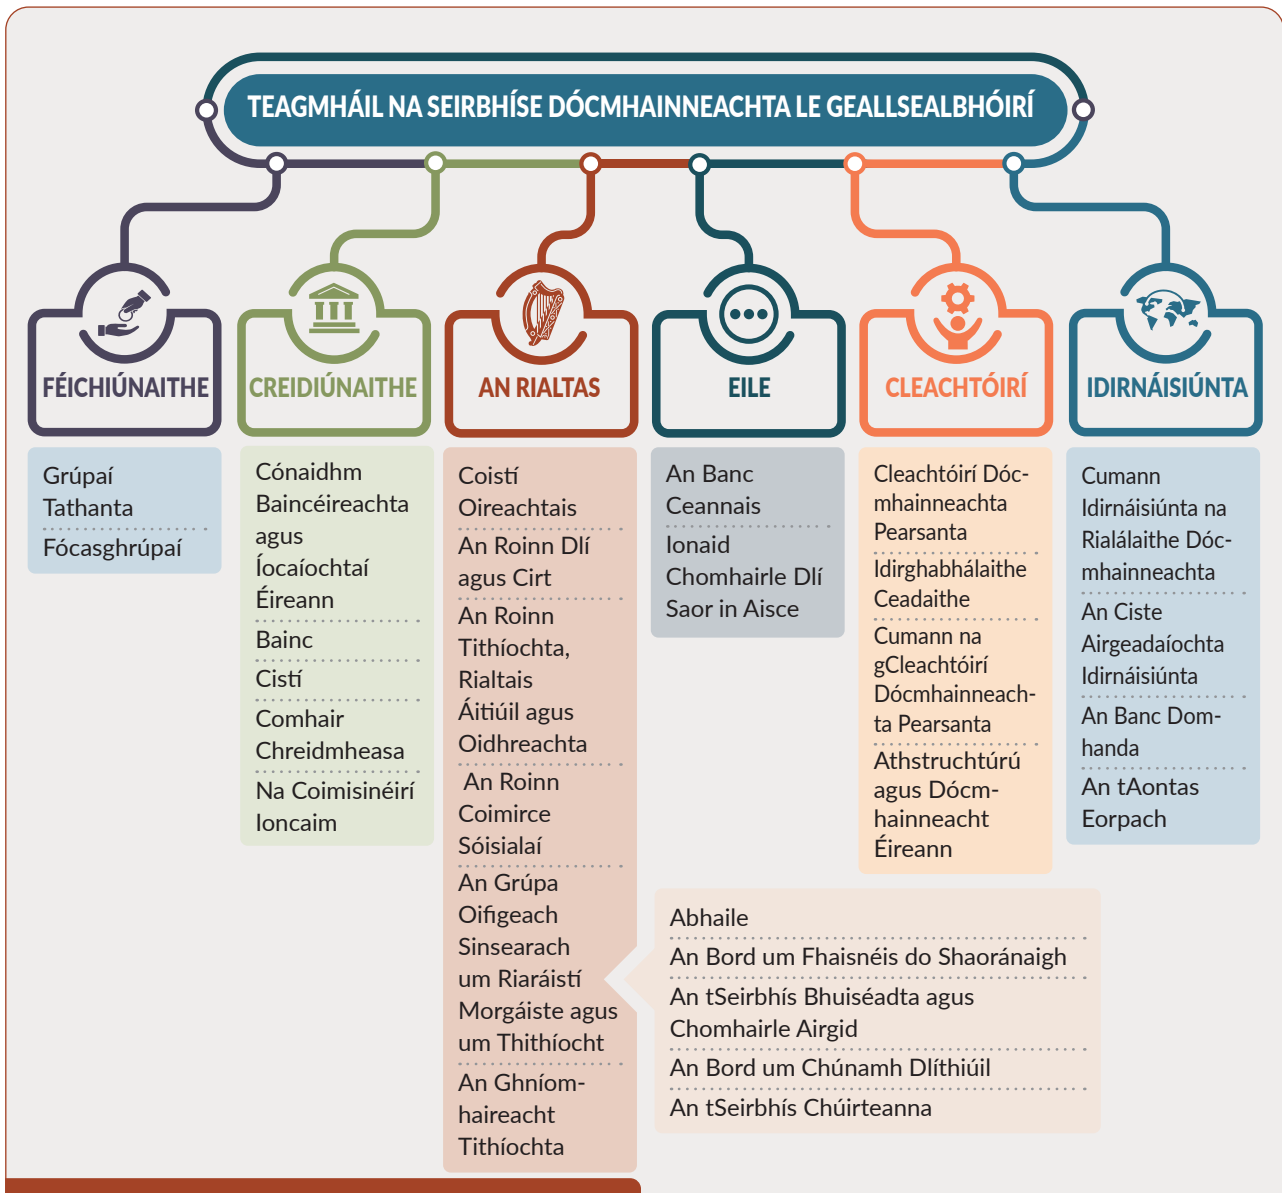 TEAGMHÁIL NA SEIRBHÍSE DÓCMHAINNEACHTA LE GEALLSEALBHÓIRÍ
FÉICHIÚNAITHE
Grúpaí
Tathanta
Fócasghrúpaí
CREIDIÚNAITHE
Cónaidhm
Baincéireachta
agus
Íocaíochtaí
Éireann
Bainc
Cistí
Comhair
Chreidmheasa
Na Coimisinéirí
Ioncaim
AN RIALTAS
Coistí
Oireachtais
An Roinn Dlí
agus Cirt
An Roinn
Tithíochta,
Rialtais
Áitiúil agus
Oidhreachta
An Roinn
Coimirce
Sóisialaí
An Grúpa
Oifigeach
Sinsearach
um Riaráistí
Morgáiste agus
um Thithíocht
An Ghníom-
haireacht
Tithíochta
Abhaile
An Bord um Fhaisnéis do Shaoránaigh
An tSeirbhís Bhuiséadta agus
Chomhairle Airgid
An Bord um Chúnamh Dlíthiúil
An tSeirbhís Chúirteanna
EILE
An Banc
Ceannais
Ionaid
Chomhairle Dlí
Saor in Aisce
CLEACHTÓIRÍ
Cleachtóirí Dóc-
mhainneachta
Pearsanta
Idirghabhálaithe
Ceadaithe
Cumann na
gCleachtóirí
Dócmhainneach-
ta Pearsanta
Athstruchtúrú
agus Dócm-
hainneacht
Éireann
IDIRNÁISIÚNTA
Cumann
Idirnáisiúnta na
Rialálaithe Dóc-
mhainneachta
An Ciste
Airgeadaíochta
Idirnáisiúnta
An Banc Dom-
handa
An tAontas
Eorpach